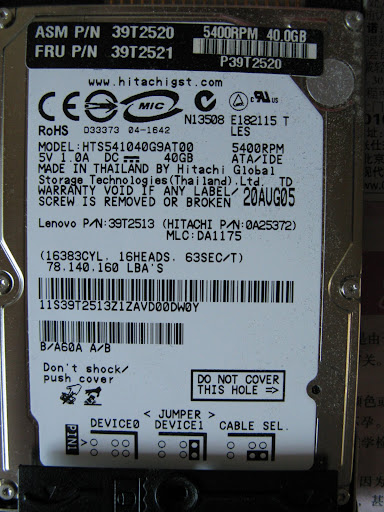 ASM P/N 39T2520 5400RPM 40.0GB
FRU P/N 39T2521
P39T2520
www.hitachigst.com
CE MIC N13508 E182115 T
RoHS D33373 04-1642 LES
MODEL:HTS541040G9AT00 5400RPM
5V 1.0A DC 40GB ATA/IDE
MADE IN THAILAND BY Hitachi Global
Storage Technologies(Thailand).Ltd. TD
WARRANTY VOID IF ANY LABEL/
SCREW IS REMOVED OR BROKEN 20AUG05
Lenovo P/N:39T2513 (HITACHI P/N:0A25372)
MLC:DA1175
(16383CYL. 16HEADS. 63SEC/T)
78.140.160 LBA'S
11S39T2513Z1ZAVD00DW0Y
B/A60A A/B
Don't shock/
push cover
DO NOT COVER
THIS HOLE ⇒
< JUMPER >
DEVICE0 DEVICE1 CABLE SEL.
PIN1